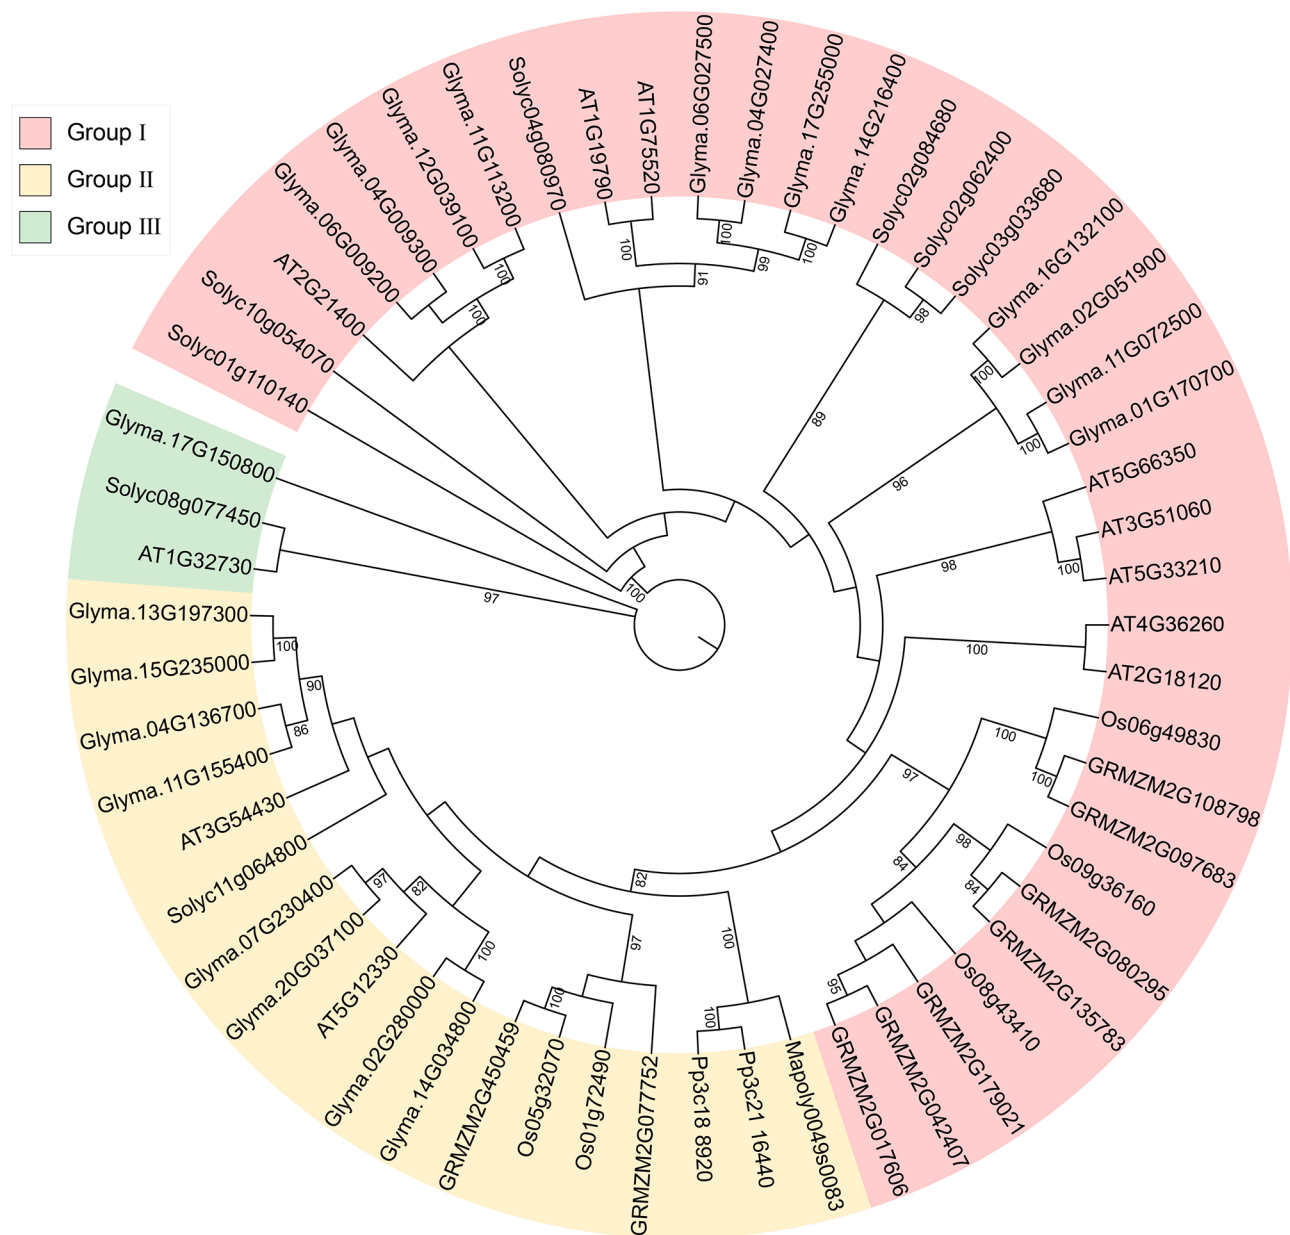 Group I
Group II
Group III
Solyc01g110140
Solyc10g054070
AT2G21400
Glyma.06G009200
Glyma.04G009300
Glyma.12G039100
Glyma.11G113200
Solyc04g080970
AT1G19790
AT1G75520
Glyma.06G027500
Glyma.04G027400
Glyma.17G255000
Glyma.14G216400
Solyc02g084680
Solyc02g062400
Solyc03g033680
Glyma.16G132100
Glyma.02G051900
Glyma.11G072500
Glyma.01G170700
AT5G66350
AT3G51060
AT5G33210
AT4G36260
AT2G18120
Os06g49830
GRMZM2G108798
GRMZM2G097683
Os09g36160
GRMZM2G080295
GRMZM2G135783
Os08g43410
GRMZM2G179021
GRMZM2G042407
GRMZM2G017606
Mapoly0049s0083
Pp3c21 16440
Pp3c18 8920
GRMZM2G077752
Os01g72490
Os05g32070
GRMZM2G450459
Glyma.14G034800
Glyma.02G280000
AT5G12330
Glyma.20G037100
Glyma.07G230400
Solyc11g064800
AT3G54430
Glyma.11G155400
Glyma.04G136700
Glyma.15G235000
Glyma.13G197300
AT1G32730
Solyc08g077450
Glyma.17G150800
100
100
100
91
100
99
100
98
89
100
100
96
100
98
100
100
100
97
84
98
84
95
100
100
82
97
100
100
82
97
86
90
100
97
100